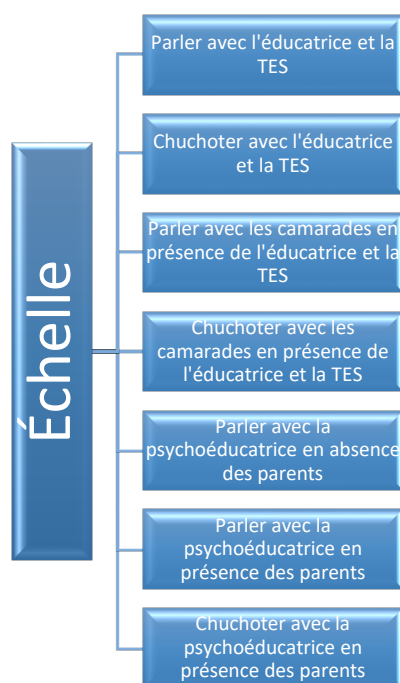 Échelle
Parler avec l'éducatrice et la
TES
Chuchoter avec l'éducatrice
et la TES
Parler avec les camarades en
présence de l'éducatrice et la
TES
Chuchoter avec les
camarades en présence de
l'éducatrice et la TES
Parler avec la
psychoéducatrice en absence
des parents
Parler avec la
psychoéducatrice en
présence des parents
Chuchoter avec la
psychoéducatrice en
présence des parents